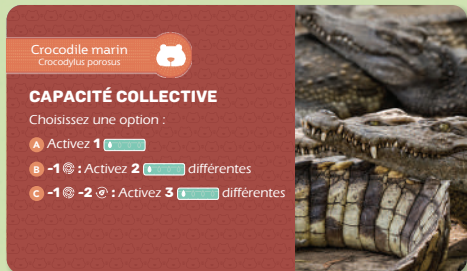 Crocodile marin
Crocodylus porosus
CAPACITÉ COLLECTIVE
Choisissez une option :
A Activez 1
B -1 : Activez 2 différentes
C -1 -2 : Activez 3 différentes